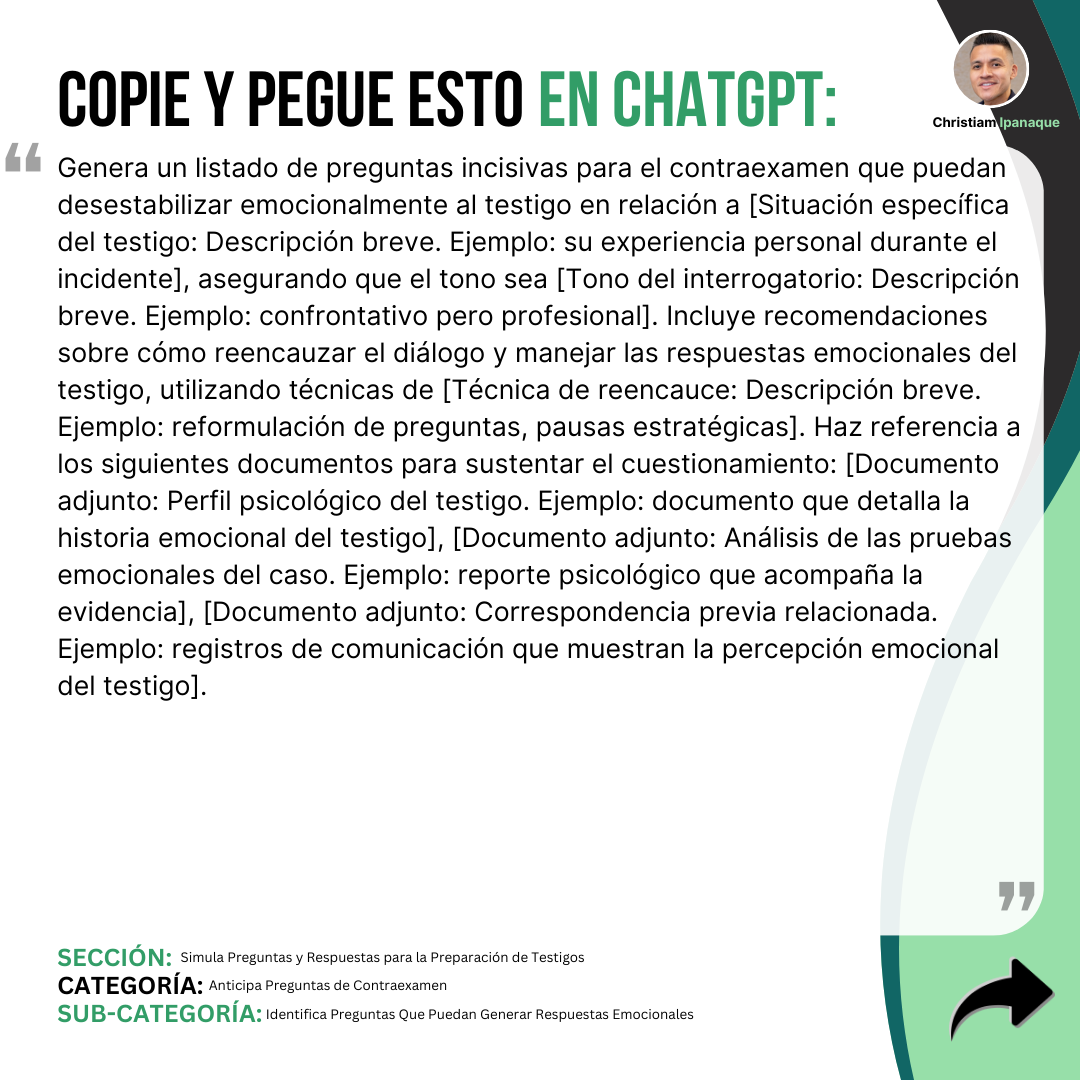 COPIE Y PEGUE ESTO EN CHATGPT:
Christiam Ipanaque
“
Genera un listado de preguntas incisivas para el contraexamen que puedan
desestabilizar emocionalmente al testigo en relación a [Situación específica
del testigo: Descripción breve. Ejemplo: su experiencia personal durante el
incidente], asegurando que el tono sea [Tono del interrogatorio: Descripción
breve. Ejemplo: confrontativo pero profesional]. Incluye recomendaciones
sobre cómo reencauzar el diálogo y manejar las respuestas emocionales del
testigo, utilizando técnicas de [Técnica de reencauce: Descripción breve.
Ejemplo: reformulación de preguntas, pausas estratégicas]. Haz referencia a
los siguientes documentos para sustentar el cuestionamiento: [Documento
adjunto: Perfil psicológico del testigo. Ejemplo: documento que detalla la
historia emocional del testigo], [Documento adjunto: Análisis de las pruebas
emocionales del caso. Ejemplo: reporte psicológico que acompaña la
evidencia], [Documento adjunto: Correspondencia previa relacionada.
Ejemplo: registros de comunicación que muestran la percepción emocional
del testigo].
”
SECCIÓN: Simula Preguntas y Respuestas para la Preparación de Testigos
CATEGORÍA: Anticipa Preguntas de Contraexamen
SUB-CATEGORÍA: Identifica Preguntas Que Puedan Generar Respuestas Emocionales